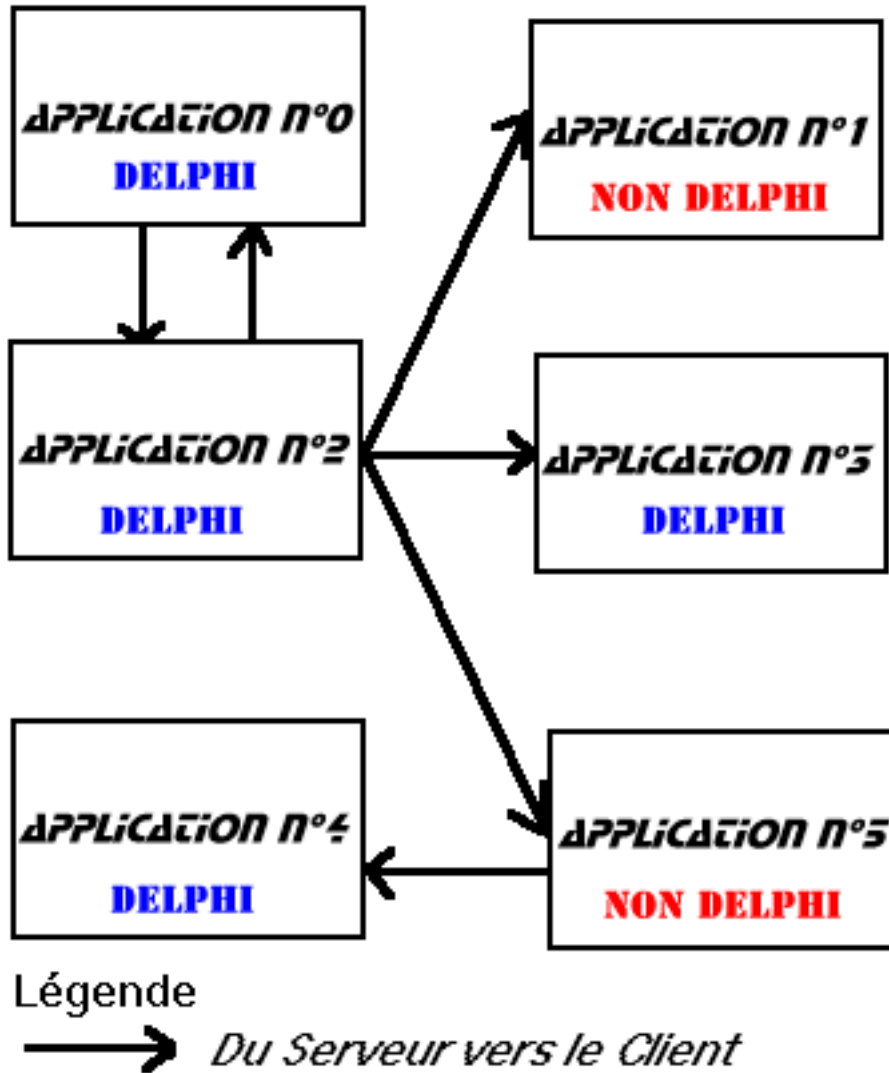 APPLiCATiON n°0
DELPHI
APPLiCATiON n°1
NON DELPHI
APPLiCATiON n°2
DELPHI
APPLiCATiON n°3
DELPHI
APPLiCATiON n°4
DELPHI
APPLiCATiON n°5
NON DELPHI
Légende
Du Serveur vers le Client